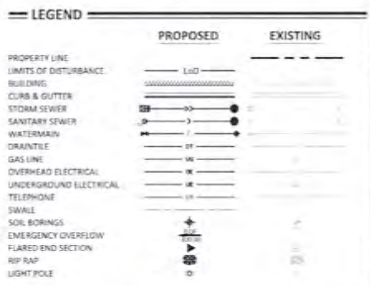 LEGEND
PROPOSED EXISTING
PROPERTY LINE
LIMITS OF DISTURBANCE LoD
BUILDING
CURB & GUTTER
STORM SEWER >>
SANITARY SEWER >
WATERMAIN I
DRAINTILE DT
GAS LINE
OVERHEAD ELECTRICAL OE
UNDERGROUND ELECTRICAL UE
TELEPHONE
SWALE
SOIL BORINGS
EMERGENCY OVERFLOW
FLARED END SECTION
RIP RAP
LIGHT POLE